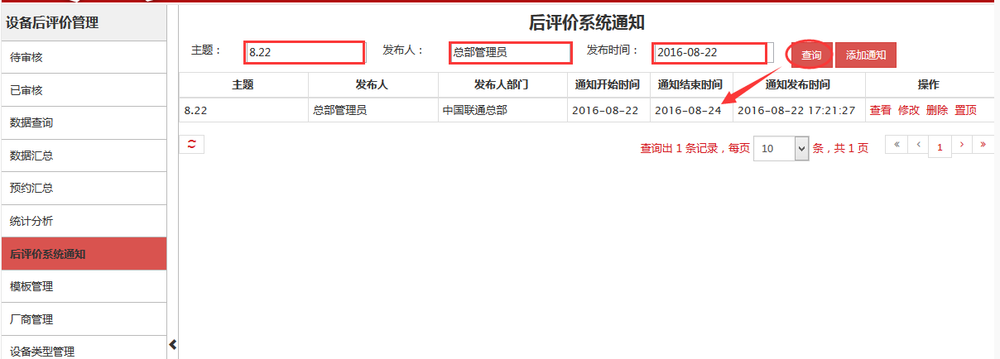 设备后评价管理
待审核
已审核
数据查询
数据汇总
预约汇总
统计分析
后评价系统通知
模板管理
厂商管理
设备类型管理
后评价系统通知
主题： 8.22 发布人： 总部管理员 发布时间： 2016-08-22 查询 添加通知
主题 发布人 发布人部门 通知开始时间 通知结束时间 通知发布时间 操作
8.22 总部管理员 中国联通总部 2016-08-22 2016-08-24 2016-08-22 17:21:27 查看 修改 删除 置顶
查询出 1 条记录，每页 10 条，共 1 页 « ‹ 1 › »